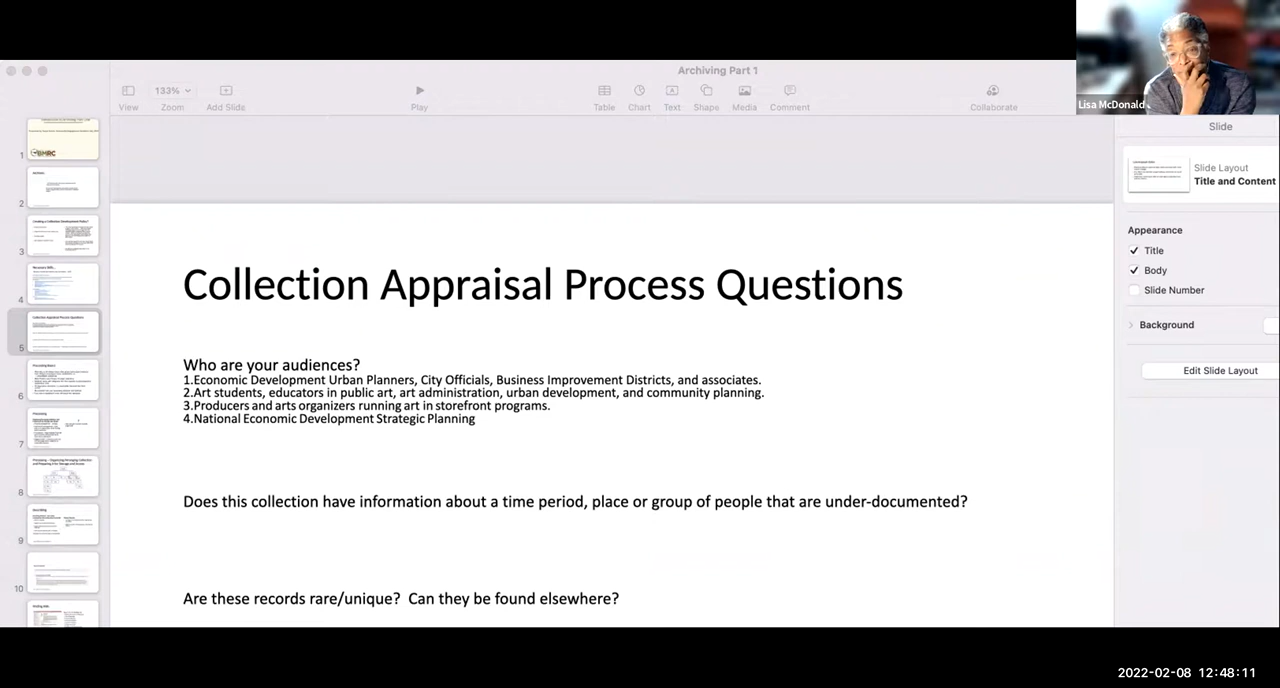 Archiving Part 1
133%
View
Zoom
Add Slide
Play
Table
Chart
Text
Shape
Media
Comment
Collaborate
Lisa McDonald
Slide
Slide Layout
Title and Content
Appearance
Title
Body
Slide Number
Background
Edit Slide Layout
1
BMRC
2
3
4
5
6
7
8
9
10
Collection Appraisal Process Questions
Who are your audiences?
1.Economic Development Urban Planners, City Officials, Business Improvement Districts, and associates.
2.Art students, educators in public art, art administration, urban development, and community planning.
3.Producers and arts organizers running art in storefront programs.
4.National Economic Development Strategic Planning
Does this collection have information about a time period, place or group of people that are under-documented?
Are these records rare/unique? Can they be found elsewhere?
2022-02-08 12:48:11